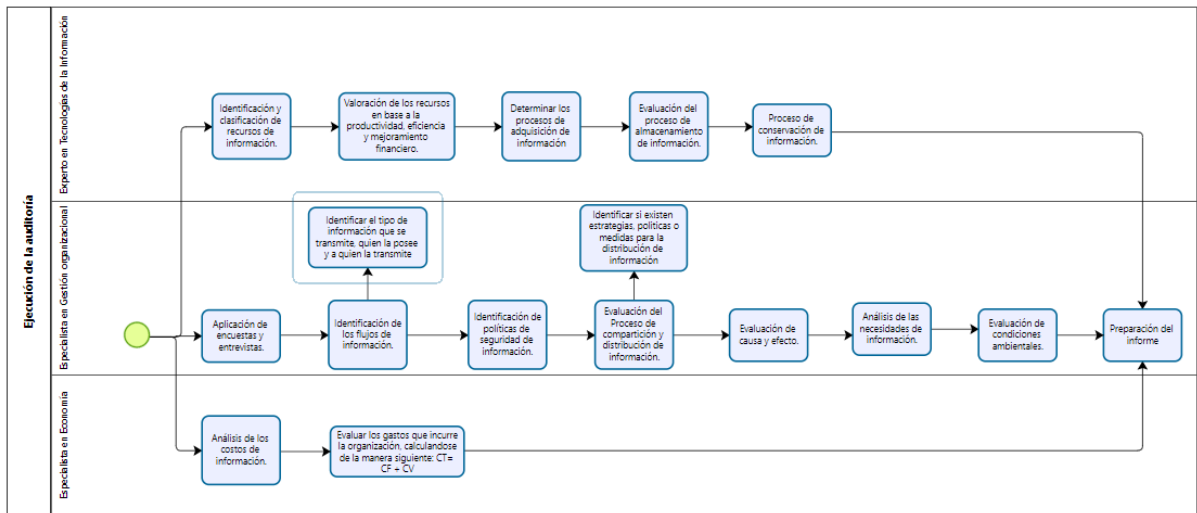 Ejecución de la auditoría
Experto en Tecnologías de la Información
Identificación y
clasificación de
recursos de
información.
Valoración de los recursos
en base a la
productividad, eficiencia
y mejoramiento
financiero.
Determinar los
procesos de
adquisición de
información
Evaluación del
proceso de
almacenamiento
de información.
Proceso de
conservación de
información.
Especialista en Gestión organizacional
Identificar el tipo de
información que se
transmite, quien la posee
y a quien la transmite
Identificar si existen
estrategias, políticas o
medidas para la
distribución de
información
Aplicación de
encuestas y
entrevistas.
Identificación de
los flujos de
información.
Identificación de
políticas de
seguridad de
información.
Evaluación del
Proceso de
compartición y
distribución de
información.
Evaluación de
causa y efecto.
Análisis de las
necesidades de
información.
Evaluación de
condiciones
ambientales.
Preparación del
informe
Especialista en Economía
Análisis de los
costos de
información.
Evaluar los gastos que incurre
la organización, calculandose
de la manera siguiente: CT=
CF + CV